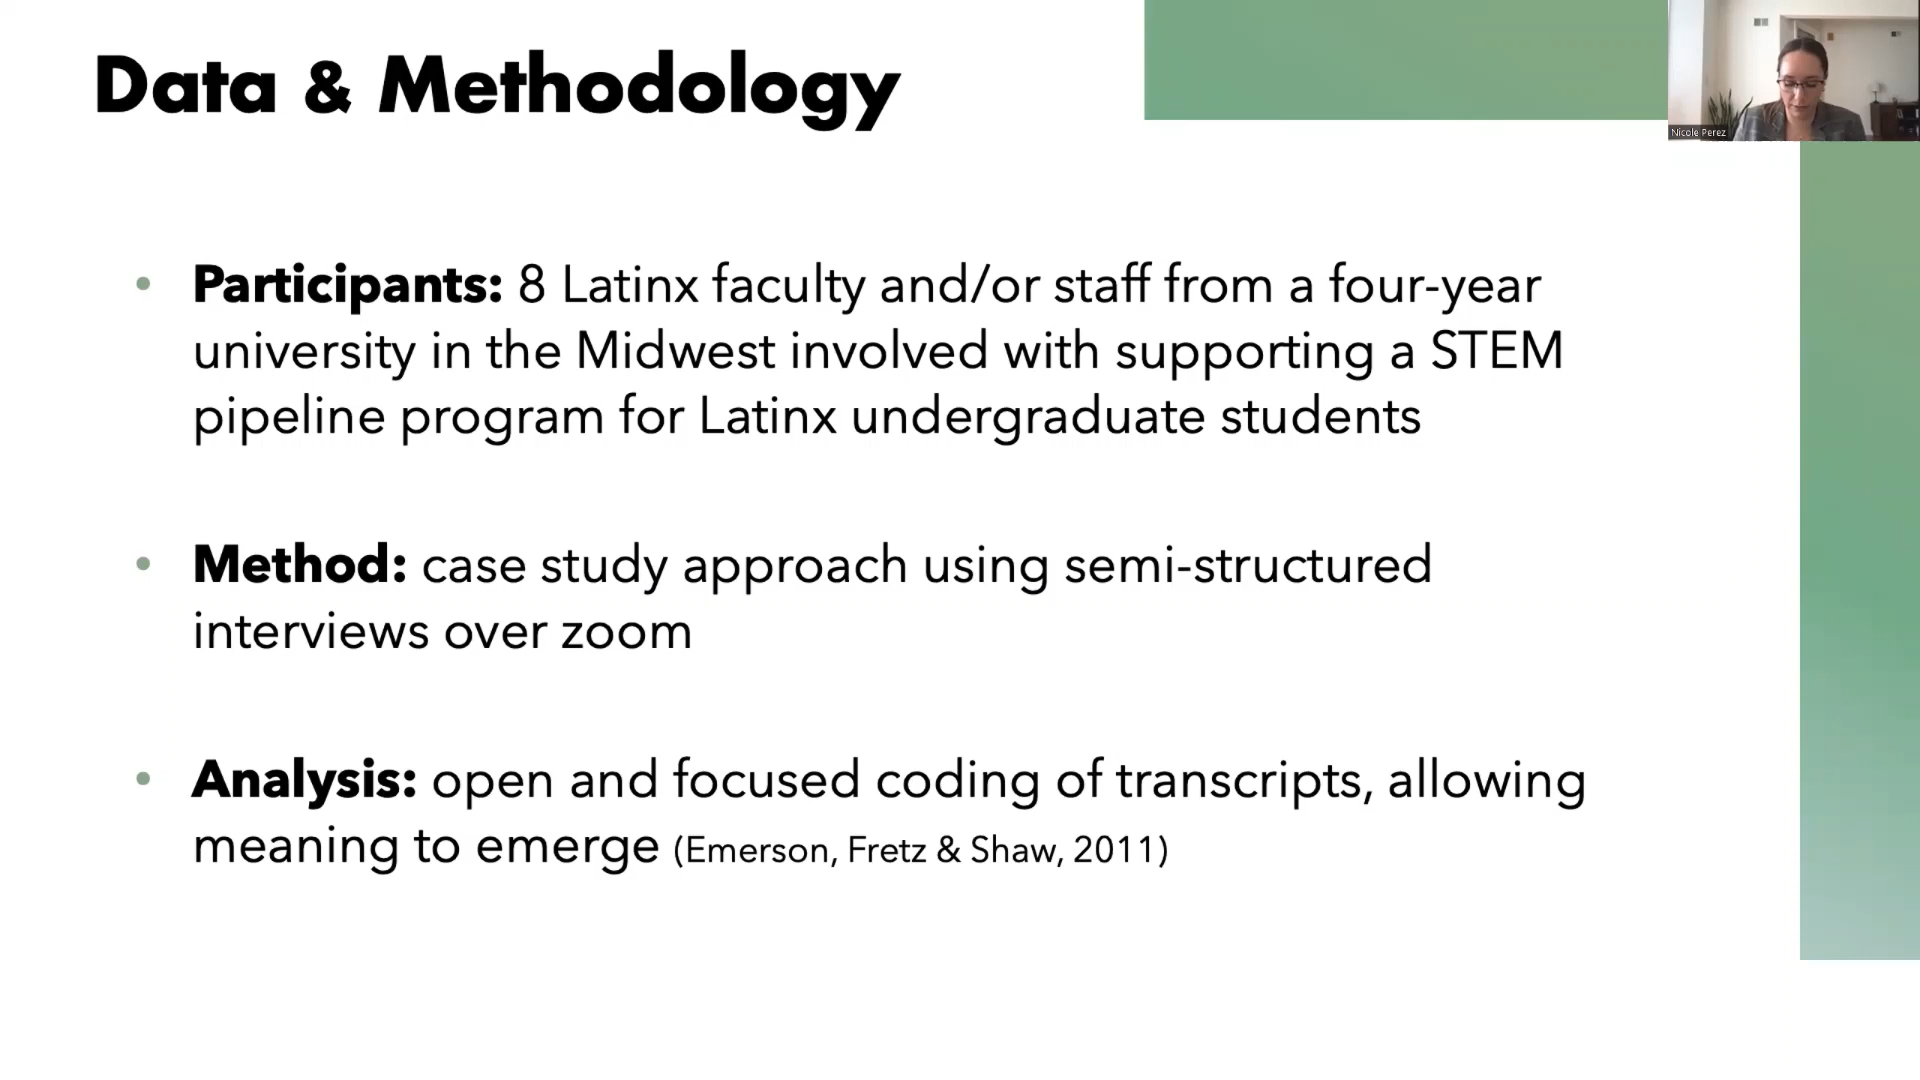 Data & Methodology
Nicole Perez
• Participants: 8 Latinx faculty and/or staff from a four-year
university in the Midwest involved with supporting a STEM
pipeline program for Latinx undergraduate students
• Method: case study approach using semi-structured
interviews over zoom
• Analysis: open and focused coding of transcripts, allowing
meaning to emerge (Emerson, Fretz & Shaw, 2011)